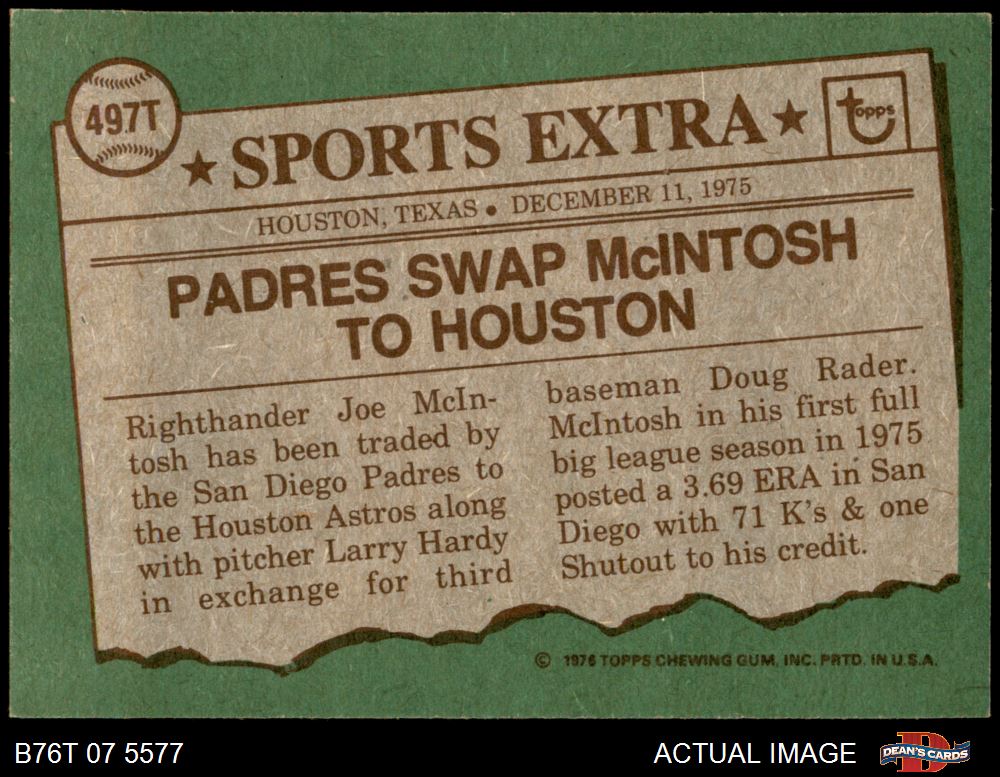 497T
★ SPORTS EXTRA ★
Topps
HOUSTON, TEXAS • DECEMBER 11, 1975
PADRES SWAP McINTOSH
TO HOUSTON
Righthander Joe McIn-
tosh has been traded by
the San Diego Padres to
the Houston Astros along
with pitcher Larry Hardy
in exchange for third
baseman Doug Rader.
McIntosh in his first full
big league season in 1975
posted a 3.69 ERA in San
Diego with 71 K's & one
Shutout to his credit.
© 1976 TOPPS CHEWING GUM, INC. PRTD. IN U.S.A.
B76T 07 5577
ACTUAL IMAGE
DEAN'S CARDS